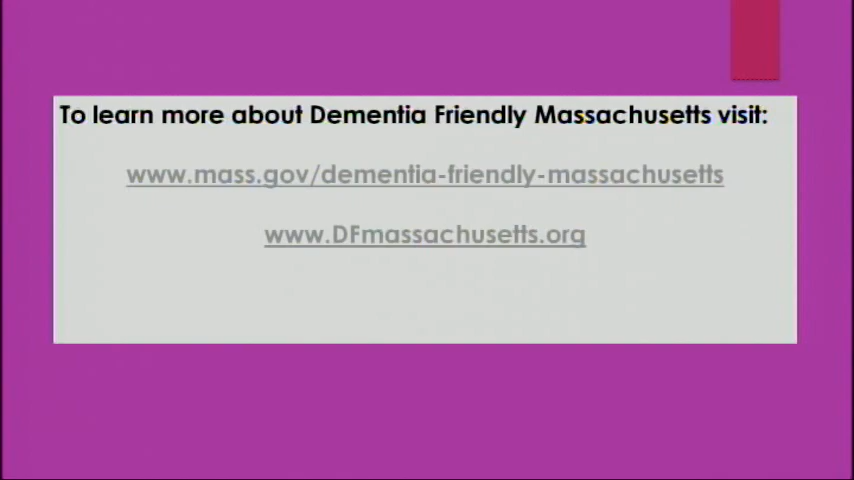 To learn more about Dementia Friendly Massachusetts visit:
www.mass.gov/dementia-friendly-massachusetts
www.DFmassachusetts.org